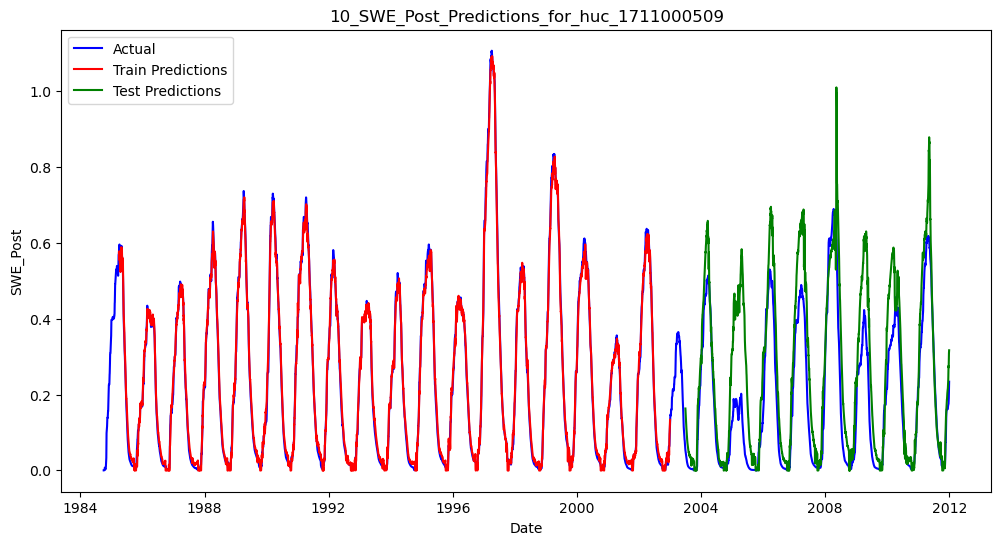 10_SWE_Post_Predictions_for_huc_1711000509
Actual
Train Predictions
Test Predictions
SWE_Post
1.0
0.8
0.6
0.4
0.2
0.0
1984 1988 1992 1996 2000 2004 2008 2012
Date